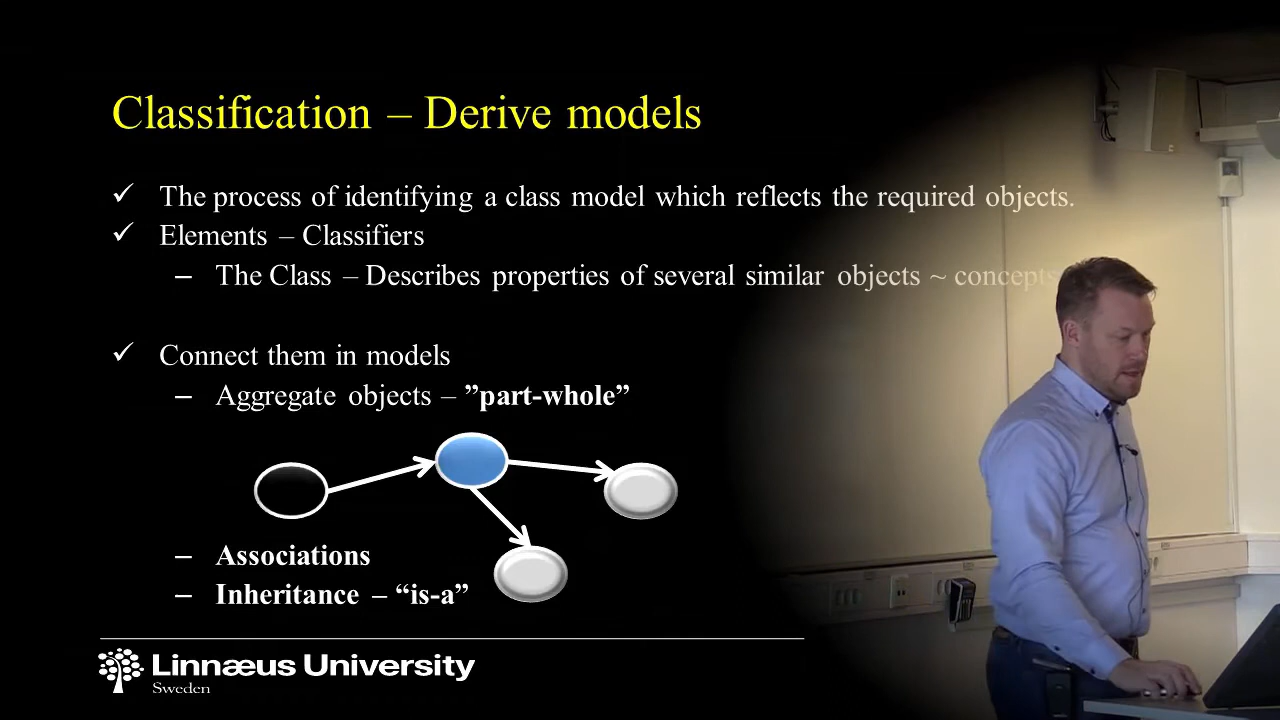 Classification – Derive models
✓ The process of identifying a class model which reflects the required objects.
✓ Elements – Classifiers
– The Class – Describes properties of several similar objects ~ concepts
✓ Connect them in models
– Aggregate objects – ”part-whole”
– Associations
– Inheritance – “is-a”
Linnæus University
Sweden